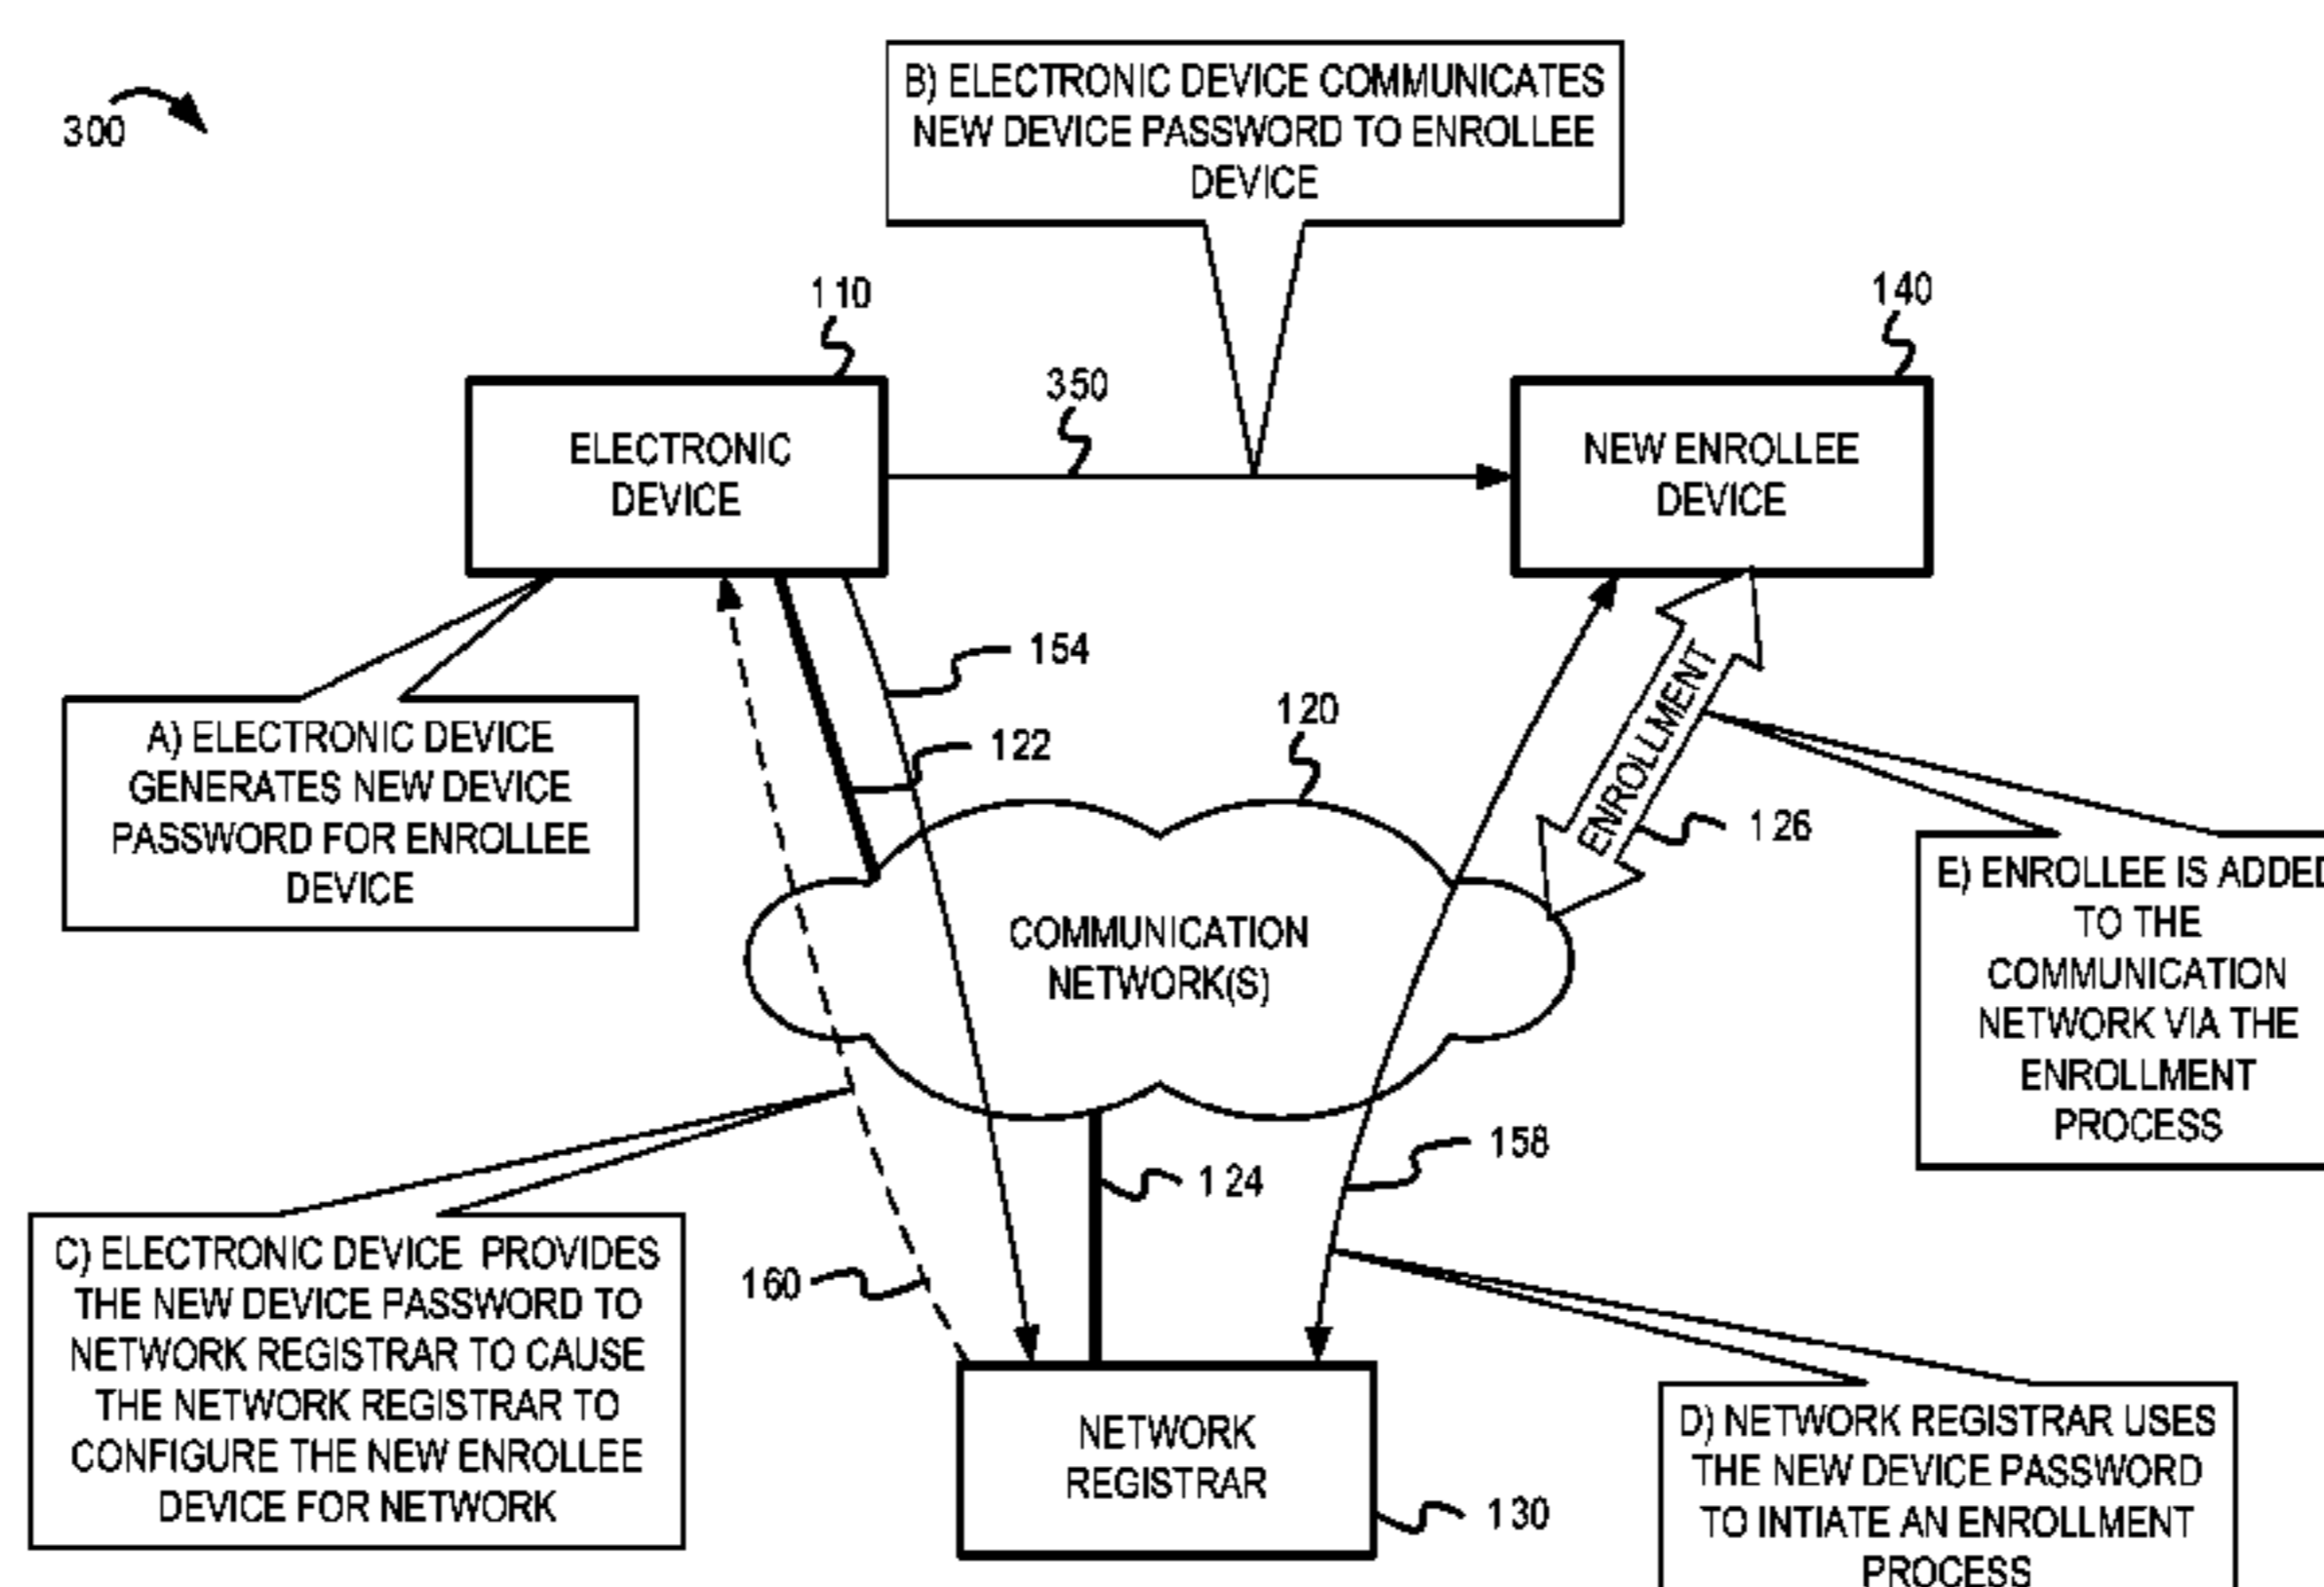 300
B) ELECTRONIC DEVICE COMMUNICATES
NEW DEVICE PASSWORD TO ENROLLEE
DEVICE
110
140
350
ELECTRONIC
DEVICE
NEW ENROLLEE
DEVICE
154
122
120
A) ELECTRONIC DEVICE
GENERATES NEW DEVICE
PASSWORD FOR ENROLLEE
DEVICE
ENROLLMENT
126
COMMUNICATION
NETWORK(S)
E) ENROLLEE IS ADDED
TO THE
COMMUNICATION
NETWORK VIA THE
ENROLLMENT
PROCESS
158
124
160
C) ELECTRONIC DEVICE PROVIDES
THE NEW DEVICE PASSWORD TO
NETWORK REGISTRAR TO CAUSE
THE NETWORK REGISTRAR TO
CONFIGURE THE NEW ENROLLEE
DEVICE FOR NETWORK
NETWORK
REGISTRAR
130
D) NETWORK REGISTRAR USES
THE NEW DEVICE PASSWORD
TO INTIATE AN ENROLLMENT
PROCESS